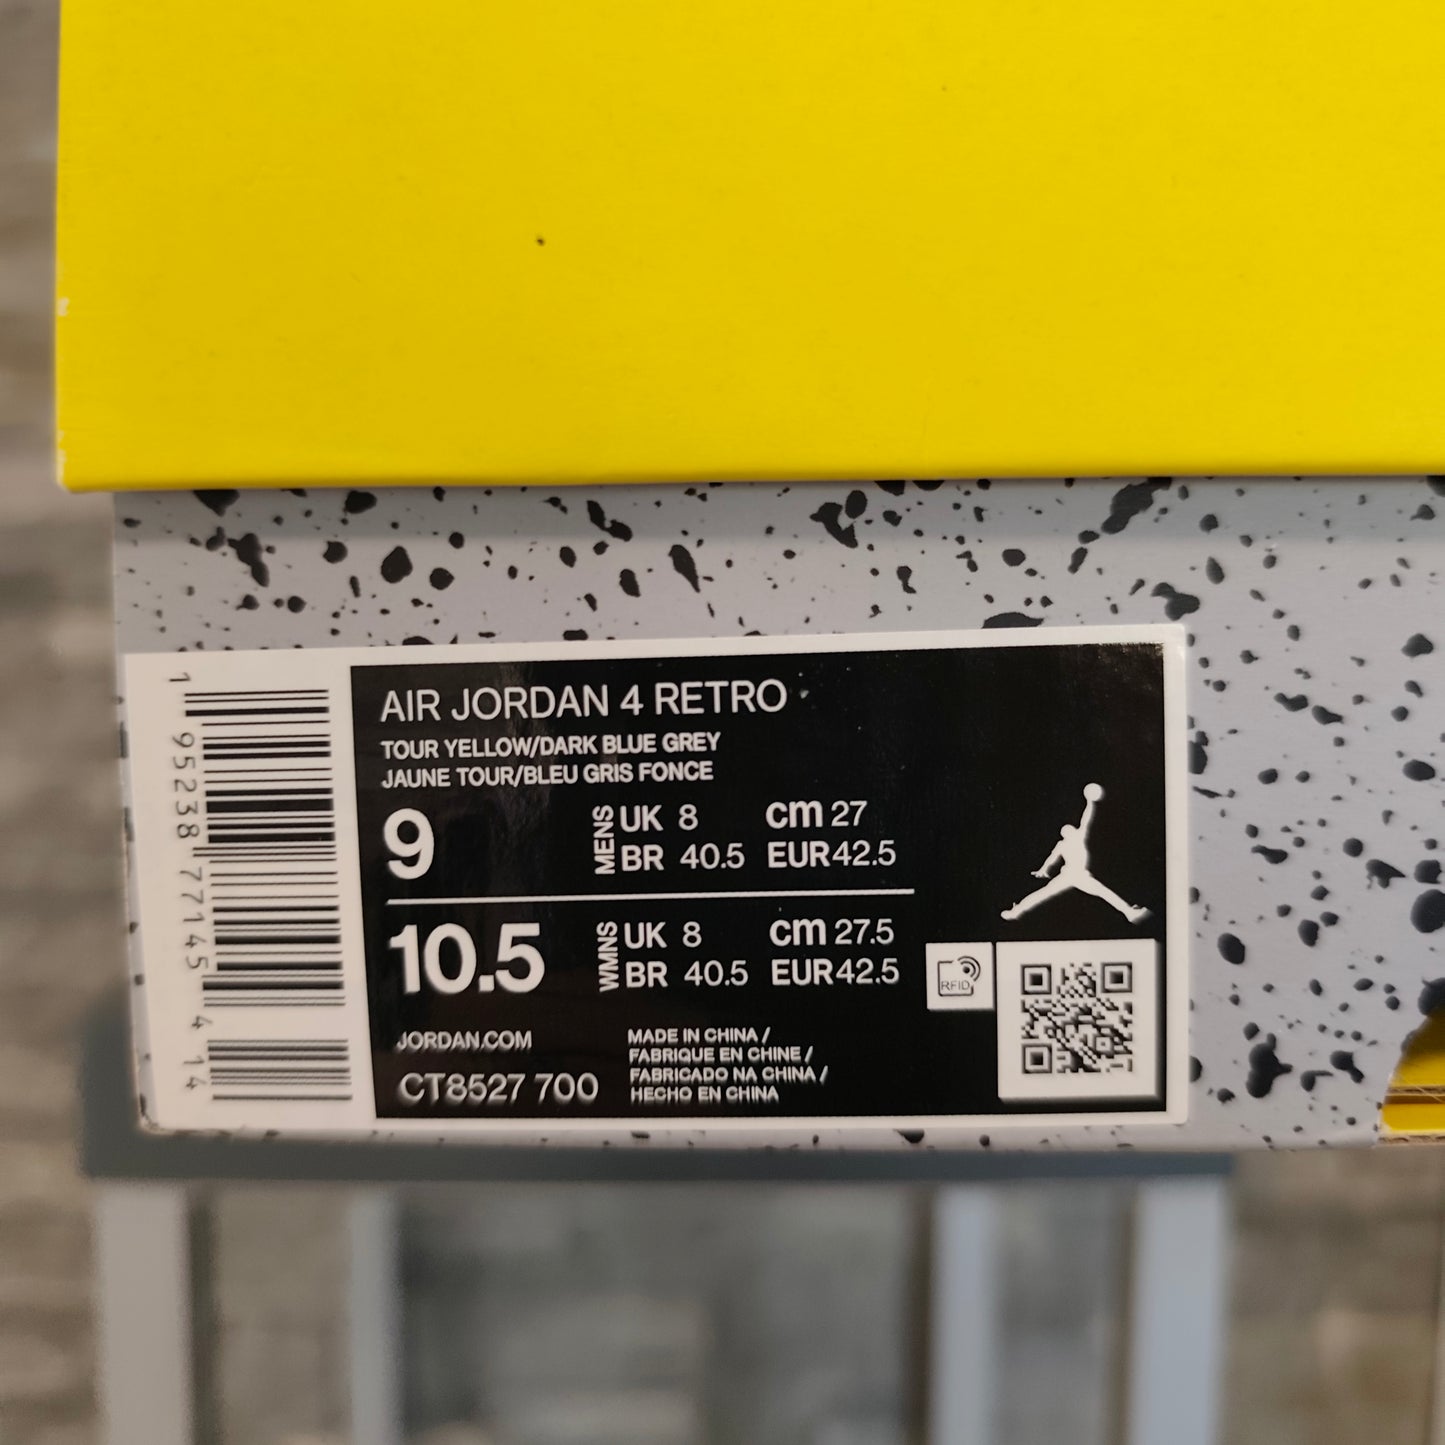 1 95238 77145 4 14
AIR JORDAN 4 RETRO
TOUR YELLOW/DARK BLUE GREY
JAUNE TOUR/BLEU GRIS FONCE
9 MENS UK 8 cm 27
BR 40.5 EUR 42.5
10.5 WMNS UK 8 cm 27.5
BR 40.5 EUR 42.5
RFID
JORDAN.COM
CT8527 700
MADE IN CHINA /
FABRIQUE EN CHINE /
FABRICADO NA CHINA /
HECHO EN CHINA